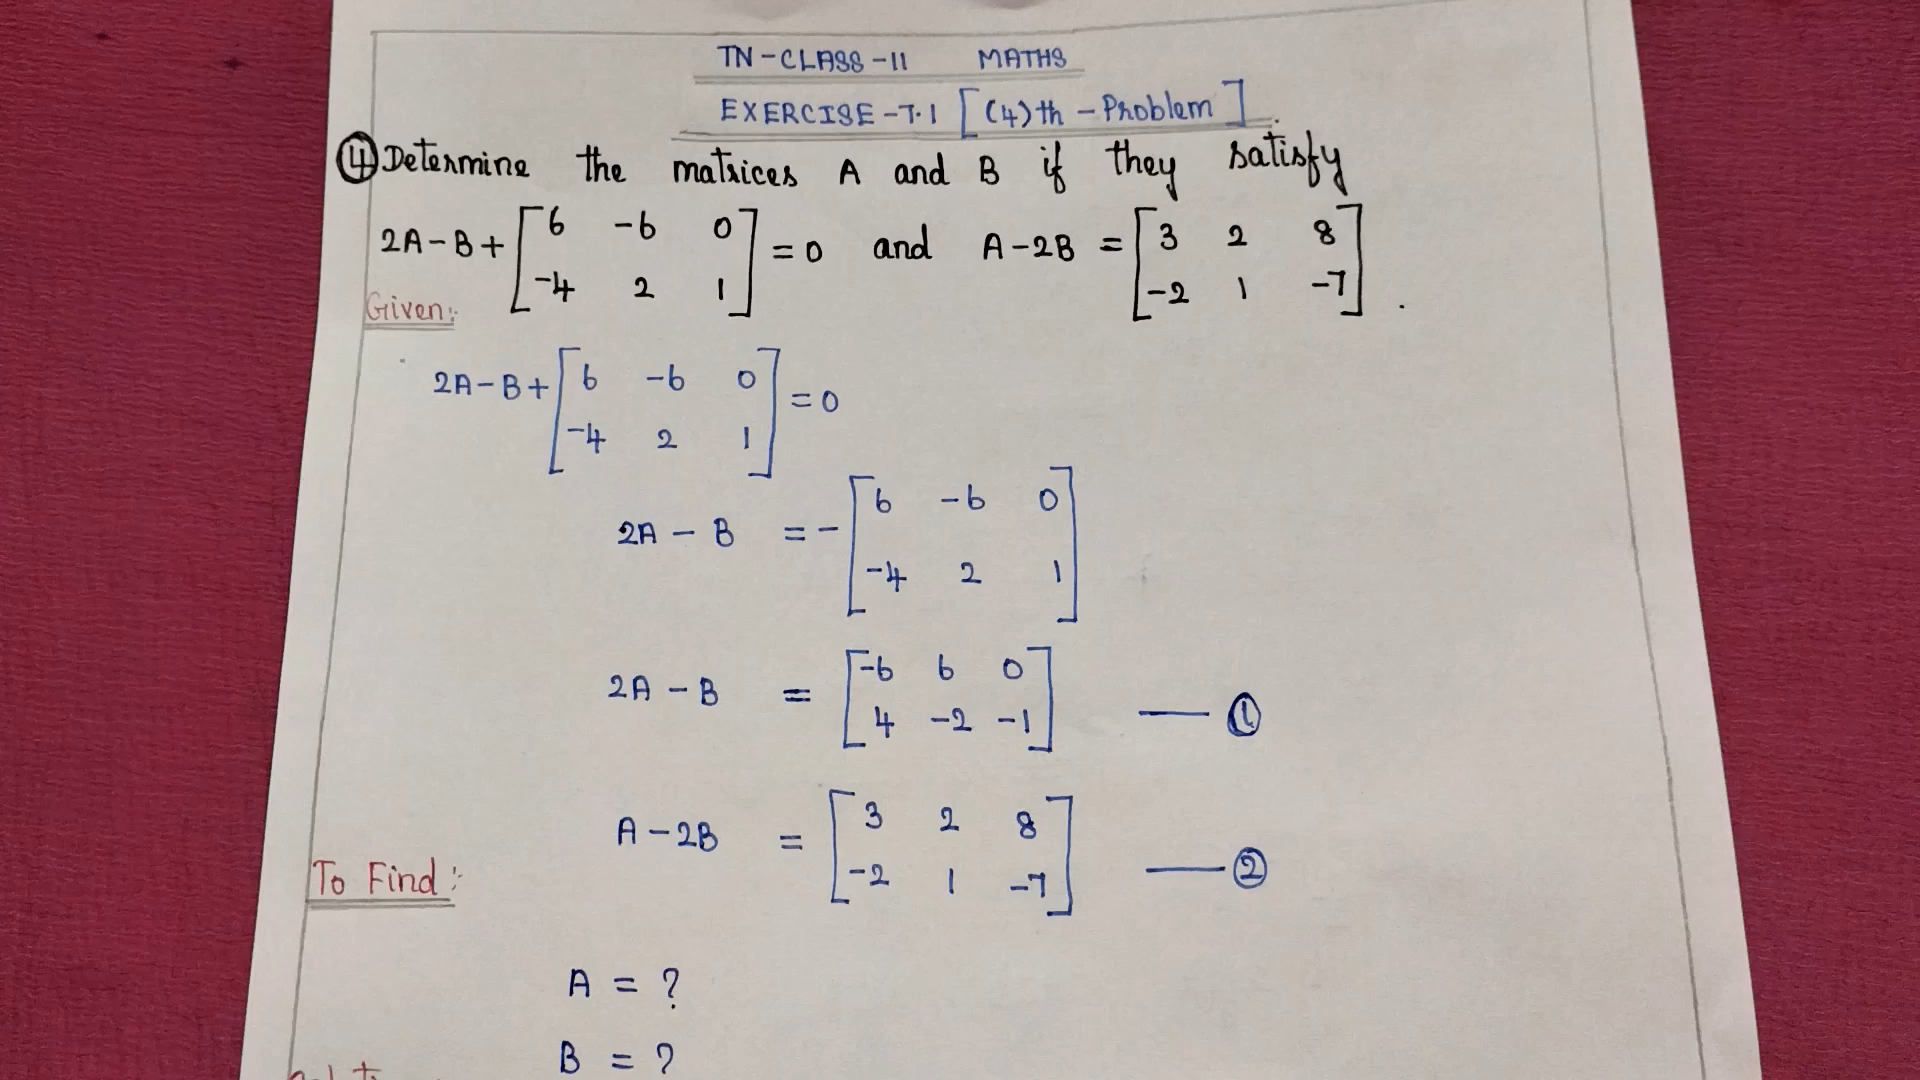 TN-CLASS-11 MATHS
EXERCISE-7.1 [(4)th - Problem].
④ Determine the matrices A and B if they satisfy
2A-B+[6 -6 0; -4 2 1] = 0 and A-2B = [3 2 8; -2 1 -7].
Given:
2A-B+[6 -6 0; -4 2 1] = 0
2A - B = -[6 -6 0; -4 2 1]
2A - B = [-6 6 0; 4 -2 -1] — ①
A - 2B = [3 2 8; -2 1 -7] — ②
To Find:
A = ?
B = ?